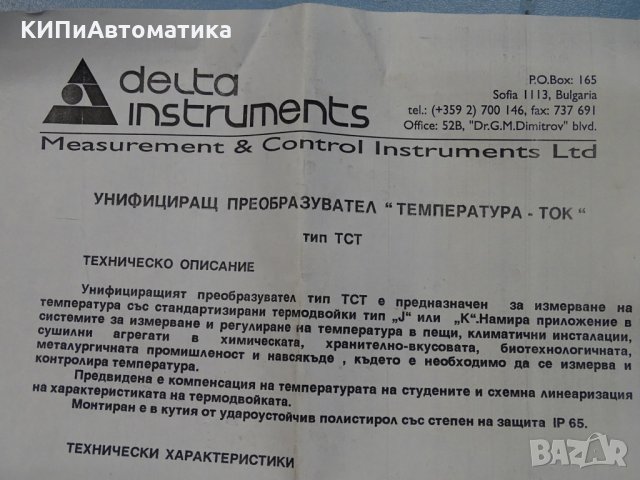 КИПиАвтоматика
delta
instruments
P.O.Box: 165
Sofia 1113, Bulgaria
tel.: (+359 2) 700 146, fax: 737 691
Office: 52B, "Dr.G.M.Dimitrov" blvd.
Measurement & Control Instruments Ltd
УНИФИЦИРАЩ ПРЕОБРАЗУВАТЕЛ "ТЕМПЕРАТУРА - ТОК"
тип ТСТ
ТЕХНИЧЕСКО ОПИСАНИЕ
Унифициращият преобразувател тип ТСТ е предназначен за измерване на
температура със стандартизирани термодвойки тип „J“ или „К“.Намира приложение в
системите за измерване и регулиране на температура в пещи, климатични инсталации,
сушилни агрегати в химическата, хранително-вкусовата, биотехнологичната,
металургичната промишленост и навсякъде , където е необходимо да се измерва и
контролира температура.
Предвидена е компенсация на температурата на студените и схемна линеаризация
на характеристиката на термодвойката.
Монтиран е в кутия от удароустойчив полистирол със степен на защита IP 65.
ТЕХНИЧЕСКИ ХАРАКТЕРИСТИКИ
BAZAR